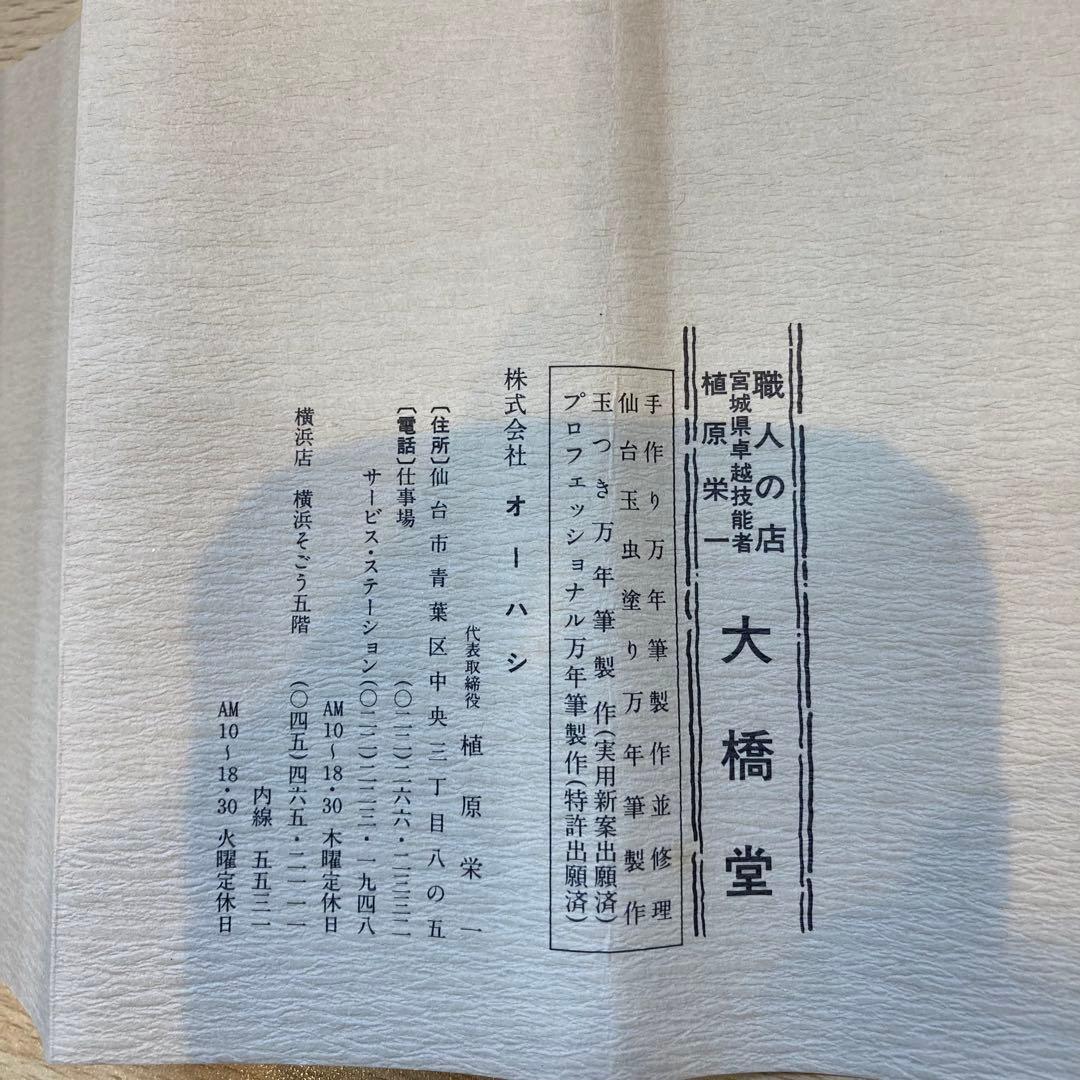 職人の店
宮城県卓越技能者
植原栄一
大橋堂
手作り万年筆製作並修理
仙台玉虫塗り万年筆製作
玉つき万年筆製作(実用新案出願済)
プロフェッショナル万年筆製作(特許出願済)
株式会社 オーハシ
代表取締役 植原栄一
〔住所〕仙台市青葉区中央三丁目八の五
〔電話〕仕事場 (〇二二)二六六・二三三二
サービス・ステーション(〇二二)二二三・一九四八
AM10〜18・30 木曜定休日
横浜店 横浜そごう五階 (〇四五)四六五・二一一一
内線 五五三一
AM10〜18・30 火曜定休日